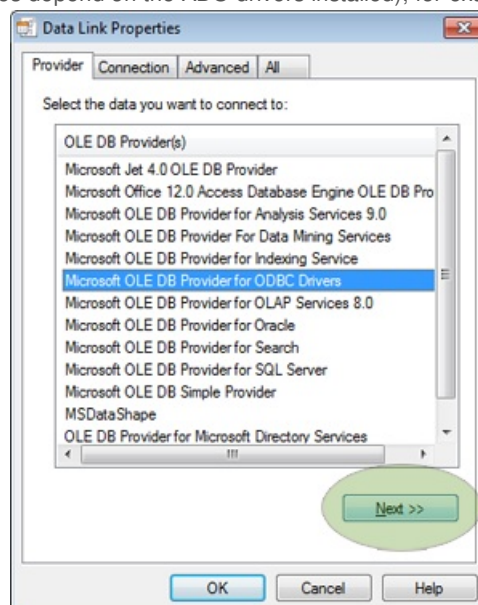 Data Link Properties
Provider Connection Advanced All
Select the data you want to connect to:
OLE DB Provider(s)
Microsoft Jet 4.0 OLE DB Provider
Microsoft Office 12.0 Access Database Engine OLE DB Pro
Microsoft OLE DB Provider for Analysis Services 9.0
Microsoft OLE DB Provider For Data Mining Services
Microsoft OLE DB Provider for Indexing Service
Microsoft OLE DB Provider for ODBC Drivers
Microsoft OLE DB Provider for OLAP Services 8.0
Microsoft OLE DB Provider for Oracle
Microsoft OLE DB Provider for Search
Microsoft OLE DB Provider for SQL Server
Microsoft OLE DB Simple Provider
MSDataShape
OLE DB Provider for Microsoft Directory Services
Next >>
OK Cancel Help